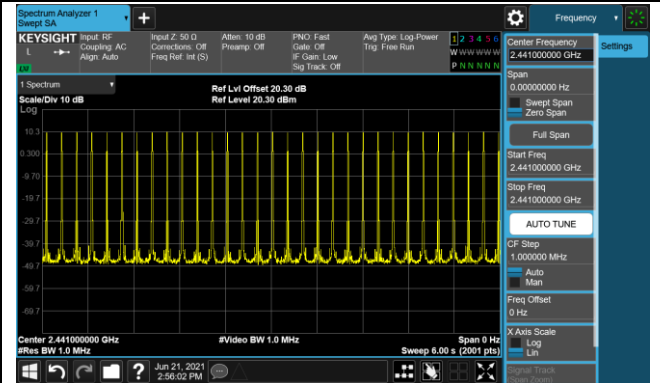 Spectrum Analyzer 1
Swept SA
Frequency
KEYSIGHT
L
Input: RF
Coupling: AC
Align: Auto
Input Z: 50 Ω
Corrections: Off
Freq Ref: Int (S)
Atten: 10 dB
Preamp: Off
PNO: Fast
Gate: Off
IF Gain: Low
Sig Track: Off
Avg Type: Log-Power
Trig: Free Run
1 2 3 4 5 6
W W W W W W
P N N N N N
Center Frequency
2.441000000 GHz
Settings
Span
0.00000000 Hz
Swept Span
Zero Span
Full Span
Start Freq
2.441000000 GHz
Stop Freq
2.441000000 GHz
AUTO TUNE
CF Step
1.000000 MHz
Auto
Man
Freq Offset
0 Hz
X Axis Scale
Log
Lin
Signal Track
(Span Zoom)
1 Spectrum
Scale/Div 10 dB
Log
Ref Lvl Offset 20.30 dB
Ref Level 20.30 dBm
10.3
0.300
-9.70
-19.7
-29.7
-39.7
-49.7
-59.7
-69.7
Center 2.441000000 GHz
#Res BW 1.0 MHz
#Video BW 1.0 MHz
Span 0 Hz
Sweep 6.00 s (2001 pts)
Jun 21, 2021
2:56:02 PM